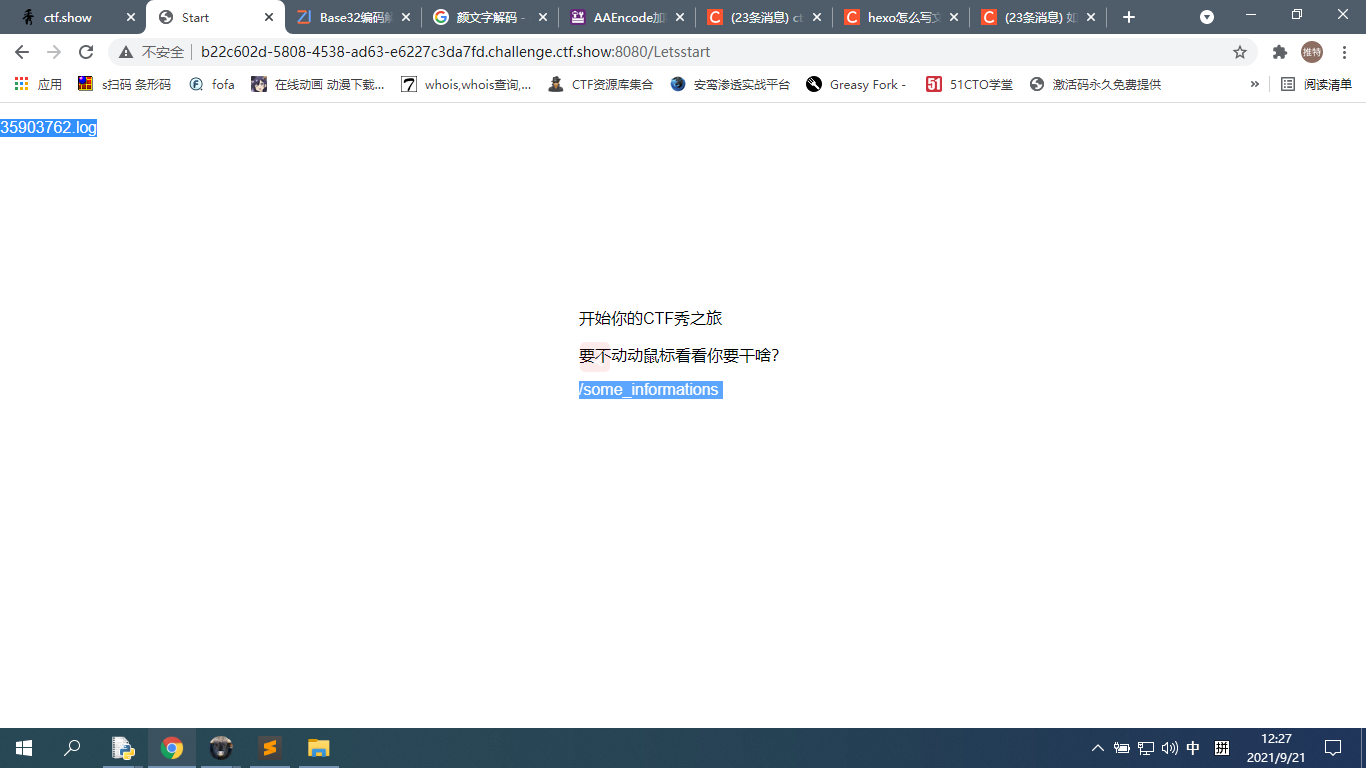 ctf.show
Start
Base32编码解
颜文字解码 -
AAEncode加
(23条消息) ct
hexo怎么写文
(23条消息) 如
不安全
b22c602d-5808-4538-ad63-e6227c3da7fd.challenge.ctf.show:8080/Letsstart
推特
应用
s扫码 条形码
fofa
在线动画 动漫下载...
whois,whois查询,...
CTF资源库集合
安鸾渗透实战平台
Greasy Fork -
51
51CTO学堂
激活码永久免费提供
»
阅读清单
35903762.log
开始你的CTF秀之旅
要不动动鼠标看看你要干啥?
/some_informations
中
拼
12:27
2021/9/21